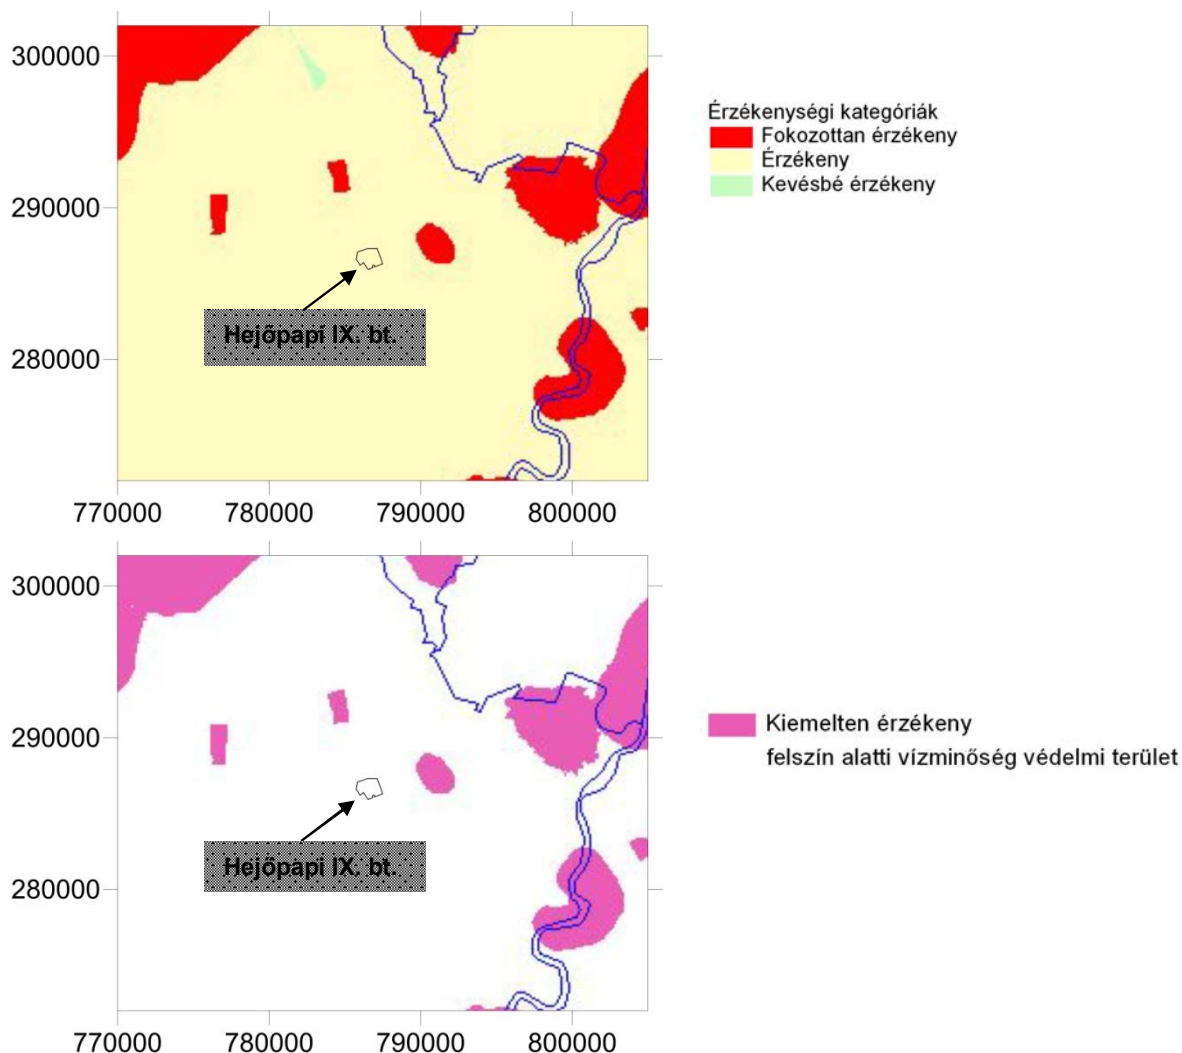 300000
290000
280000
770000 780000 790000 800000
Hejőpapi IX. bt.
Érzékenységi kategóriák
Fokozottan érzékeny
Érzékeny
Kevésbé érzékeny
300000
290000
280000
770000 780000 790000 800000
Hejőpapi IX. bt.
Kiemelten érzékeny
felszín alatti vízminőség védelmi terület